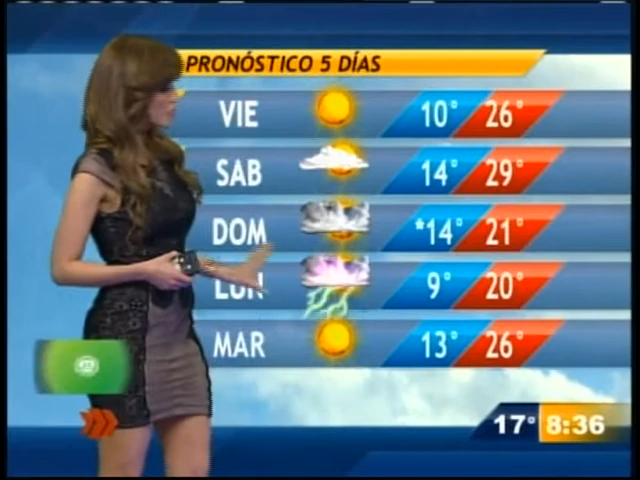 PRONÓSTICO 5 DÍAS
VIE 10° 26°
SAB 14° 29°
DOM *14° 21°
LUN 9° 20°
MAR 13° 26°
17° 8:36